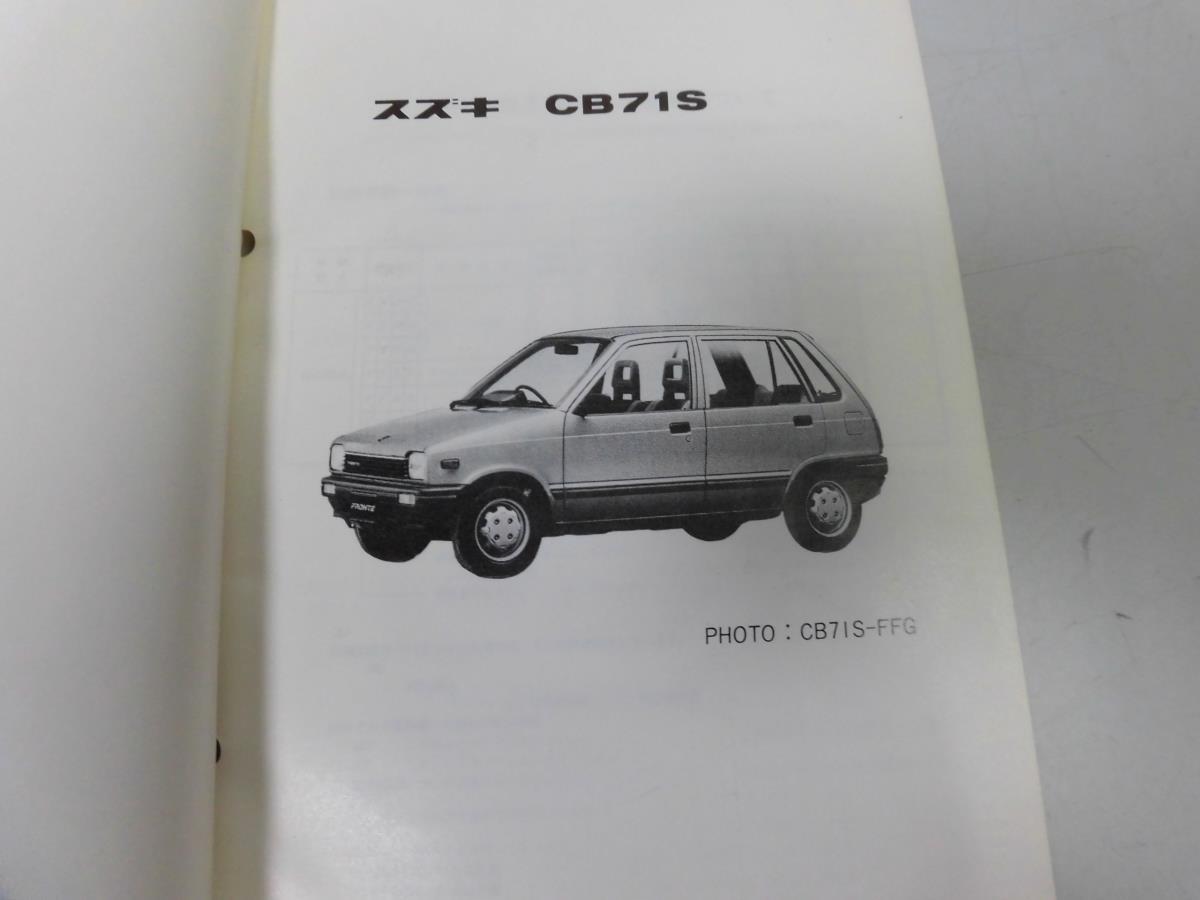 スズキ CB71S
FRONTE
PHOTO：CB71S-FFG